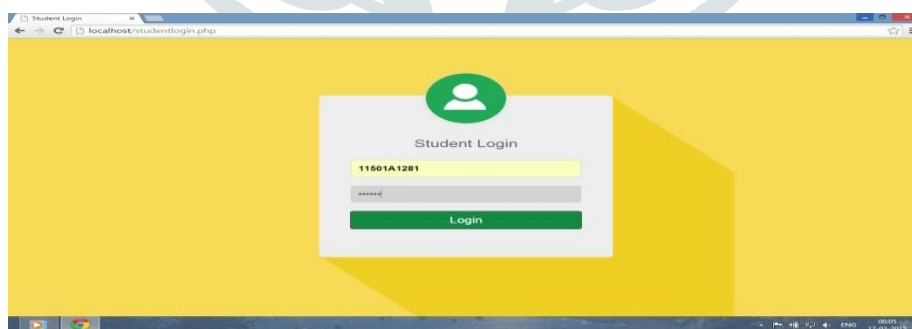 Student Login
localhost/studentlogin.php
Student Login
11501A1281
******
Login
ENG
00:05